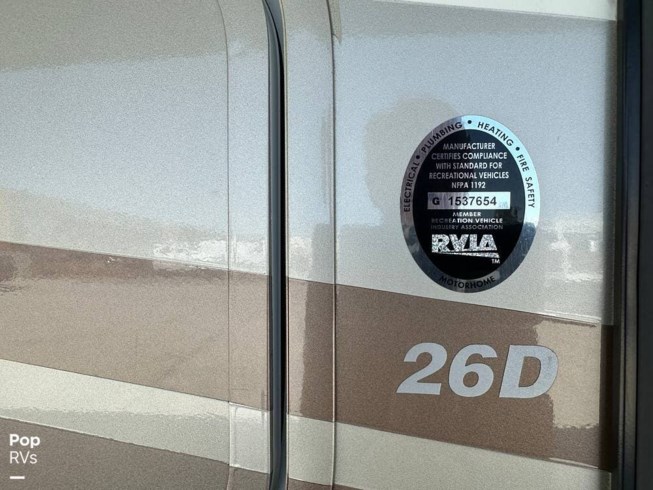 ELECTRICAL • PLUMBING • HEATING • FIRE SAFETY
MANUFACTURER
CERTIFIES COMPLIANCE
WITH STANDARD FOR
RECREATIONAL VEHICLES
NFPA 1192
G 1537654
MEMBER
RECREATION VEHICLE
INDUSTRY ASSOCIATION
RVIA
TM
MOTORHOME
26D
Pop
RVs